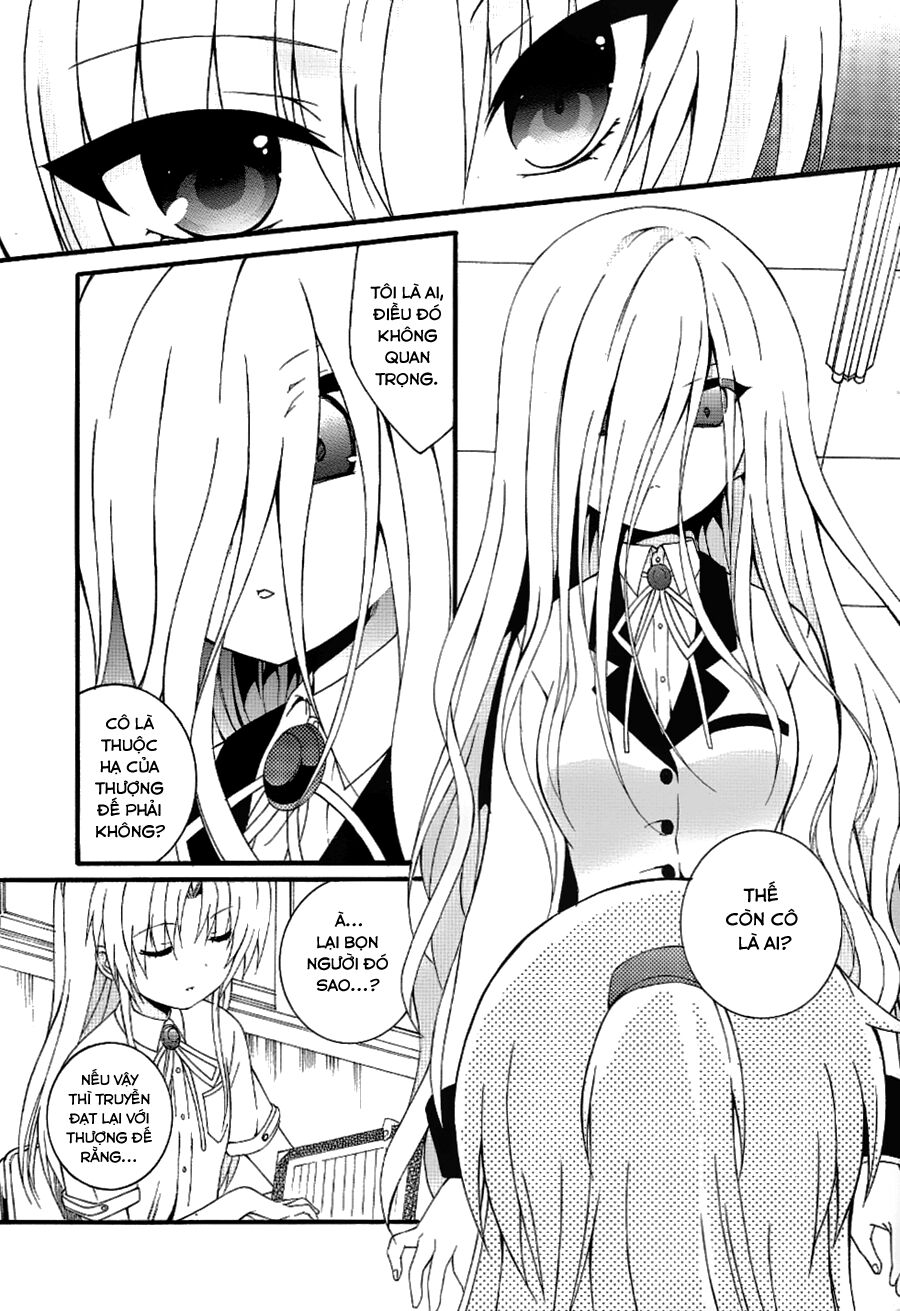 THẾ
CÒN CÔ
LÀ AI?
TÔI LÀ AI,
ĐIỀU ĐÓ
KHÔNG
QUAN
TRỌNG.
CÔ LÀ
THUỘC
HẠ CỦA
THƯỢNG
ĐẾ PHẢI
KHÔNG?
À...
LẠI BỌN
NGƯỜI ĐÓ
SAO...?
NẾU VẬY
THÌ TRUYỀN
ĐẠT LẠI VỚI
THƯỢNG ĐẾ
RẰNG...